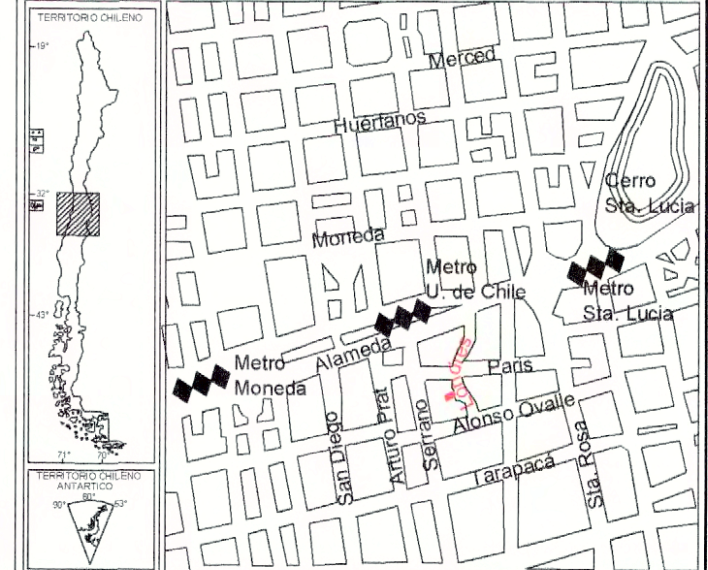 TERRITORIO CHILENO
19°
32°
43°
71° 70°
TERRITORIO CHILENO
ANTARTICO
90° 60° 53°
Merced
Huerfanos
Cerro
Sta. Lucia
Moneda
Metro
U. de Chile
Metro
Sta. Lucia
Alameda
Metro
Moneda
Londres
Paris
Alonso Ovalle
San Diego
Arturo Prat
Serrano
Tarapacá
Sta. Rosa